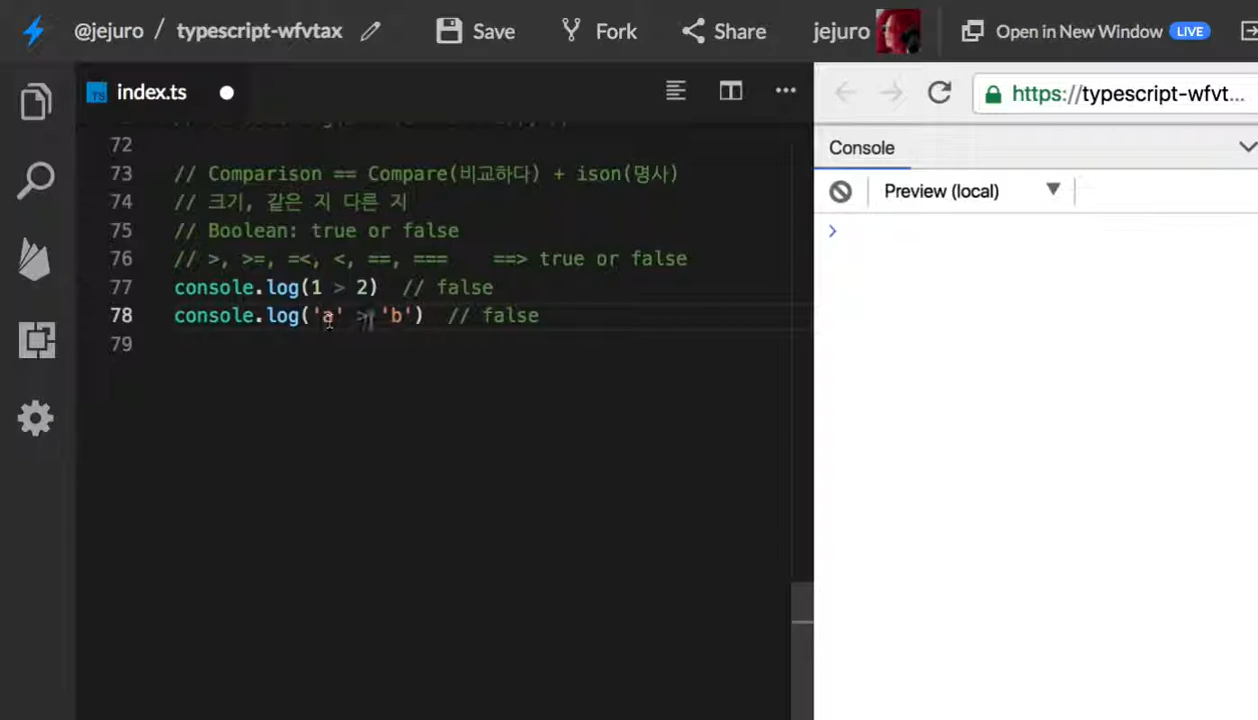 @jejuro / typescript-wfvtax Save Fork Share jejuro Open in New Window LIVE
index.ts
https://typescript-wfvt...
Console
Preview (local)
72
73 // Comparison == Compare(비교하다) + ison(명사)
74 // 크기, 같은 지 다른 지
75 // Boolean: true or false
76 // >, >=, =<, <, ==, === ==> true or false
77 console.log(1 > 2) // false
78 console.log('a' > 'b') // false
79